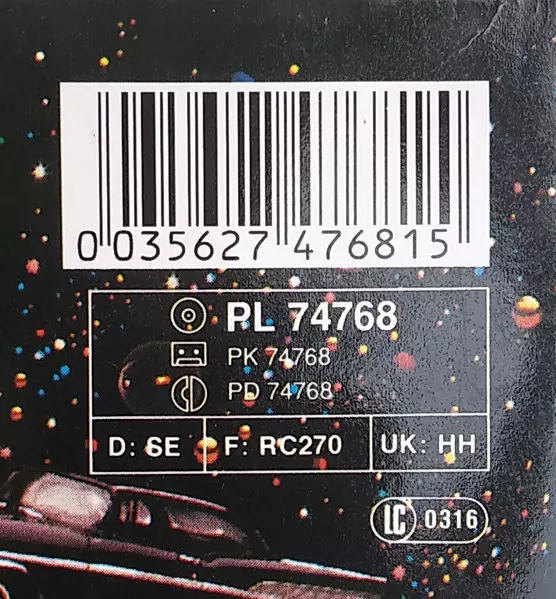 0 035627 476815
PL 74768
PK 74768
PD 74768
D: SE F: RC270 UK: HH
LC 0316